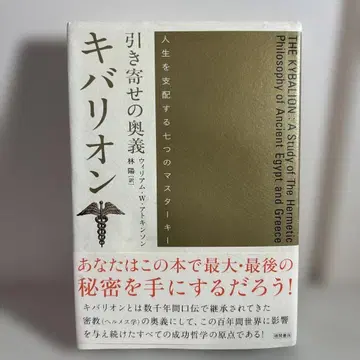 THE KYBALION : A Study of The Hermetic
Philosophy of Ancient Egypt and Greece
人生を支配する七つのマスターキー
引き寄せの奥義
キバリオン
ウィリアム・W・アトキンソン
林 陽[訳]
あなたはこの本で最大・最後の
秘密を手にするだろう!
キバリオンとは数千年間口伝で継承されてきた
密教(ヘルメス学)の奥義にして、この百年間世界に影響
を与え続けたすべての成功哲学の原点である!
徳間書店